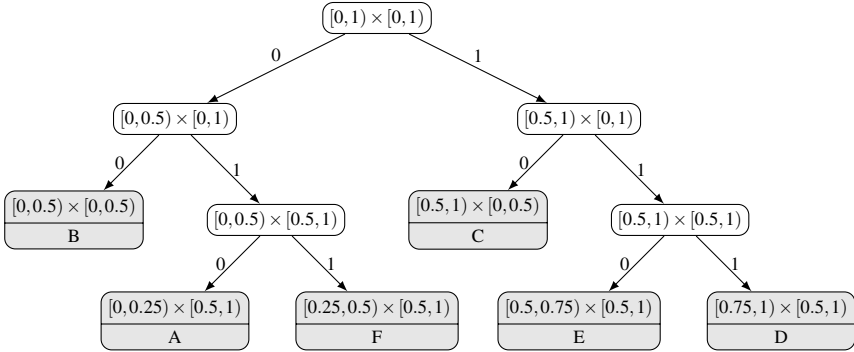 [0,1) × [0,1)
0
1
[0,0.5) × [0,1)
[0.5,1) × [0,1)
0
1
0
1
[0,0.5) × [0,0.5)
B
[0,0.5) × [0.5,1)
[0.5,1) × [0,0.5)
C
[0.5,1) × [0.5,1)
0
1
0
1
[0,0.25) × [0.5,1)
A
[0.25,0.5) × [0.5,1)
F
[0.5,0.75) × [0.5,1)
E
[0.75,1) × [0.5,1)
D